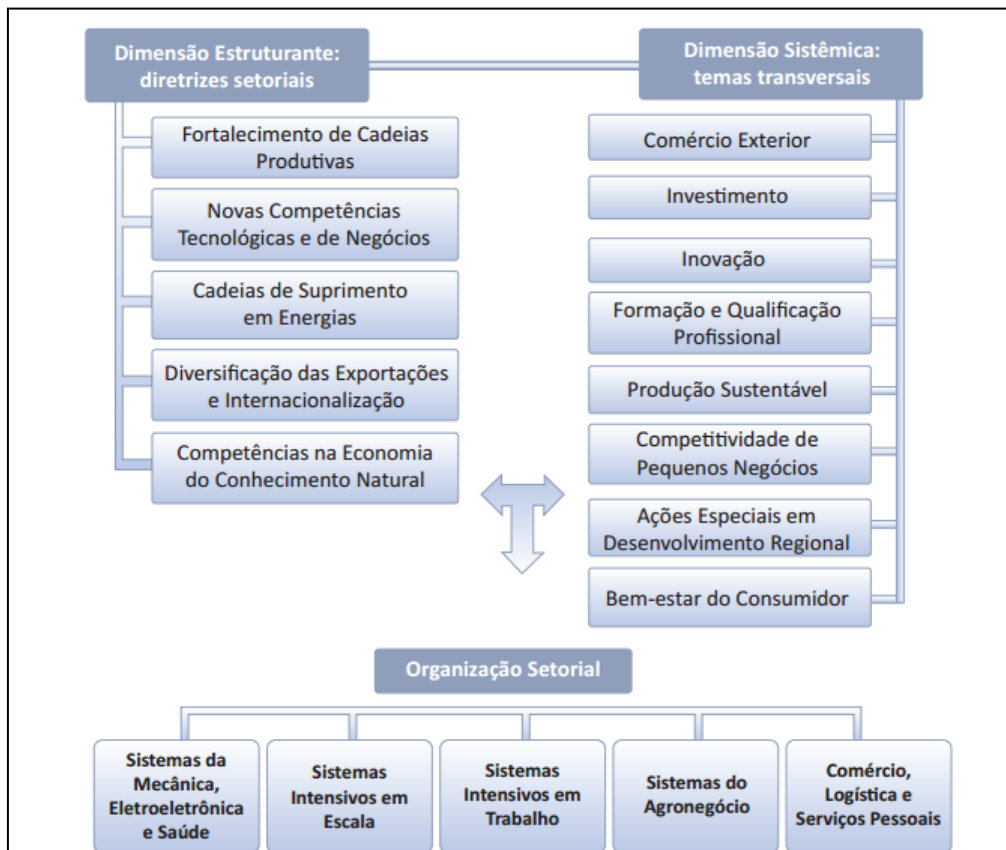 Dimensão Estruturante:
diretrizes setoriais
Fortalecimento de Cadeias
Produtivas
Novas Competências
Tecnológicas e de Negócios
Cadeias de Suprimento
em Energias
Diversificação das Exportações
e Internacionalização
Competências na Economia
do Conhecimento Natural
Dimensão Sistêmica:
temas transversais
Comércio Exterior
Investimento
Inovação
Formação e Qualificação
Profissional
Produção Sustentável
Competitividade de
Pequenos Negócios
Ações Especiais em
Desenvolvimento Regional
Bem-estar do Consumidor
Organização Setorial
Sistemas da
Mecânica,
Eletroeletrônica
e Saúde
Sistemas
Intensivos em
Escala
Sistemas
Intensivos em
Trabalho
Sistemas do
Agronegócio
Comércio,
Logística e
Serviços Pessoais